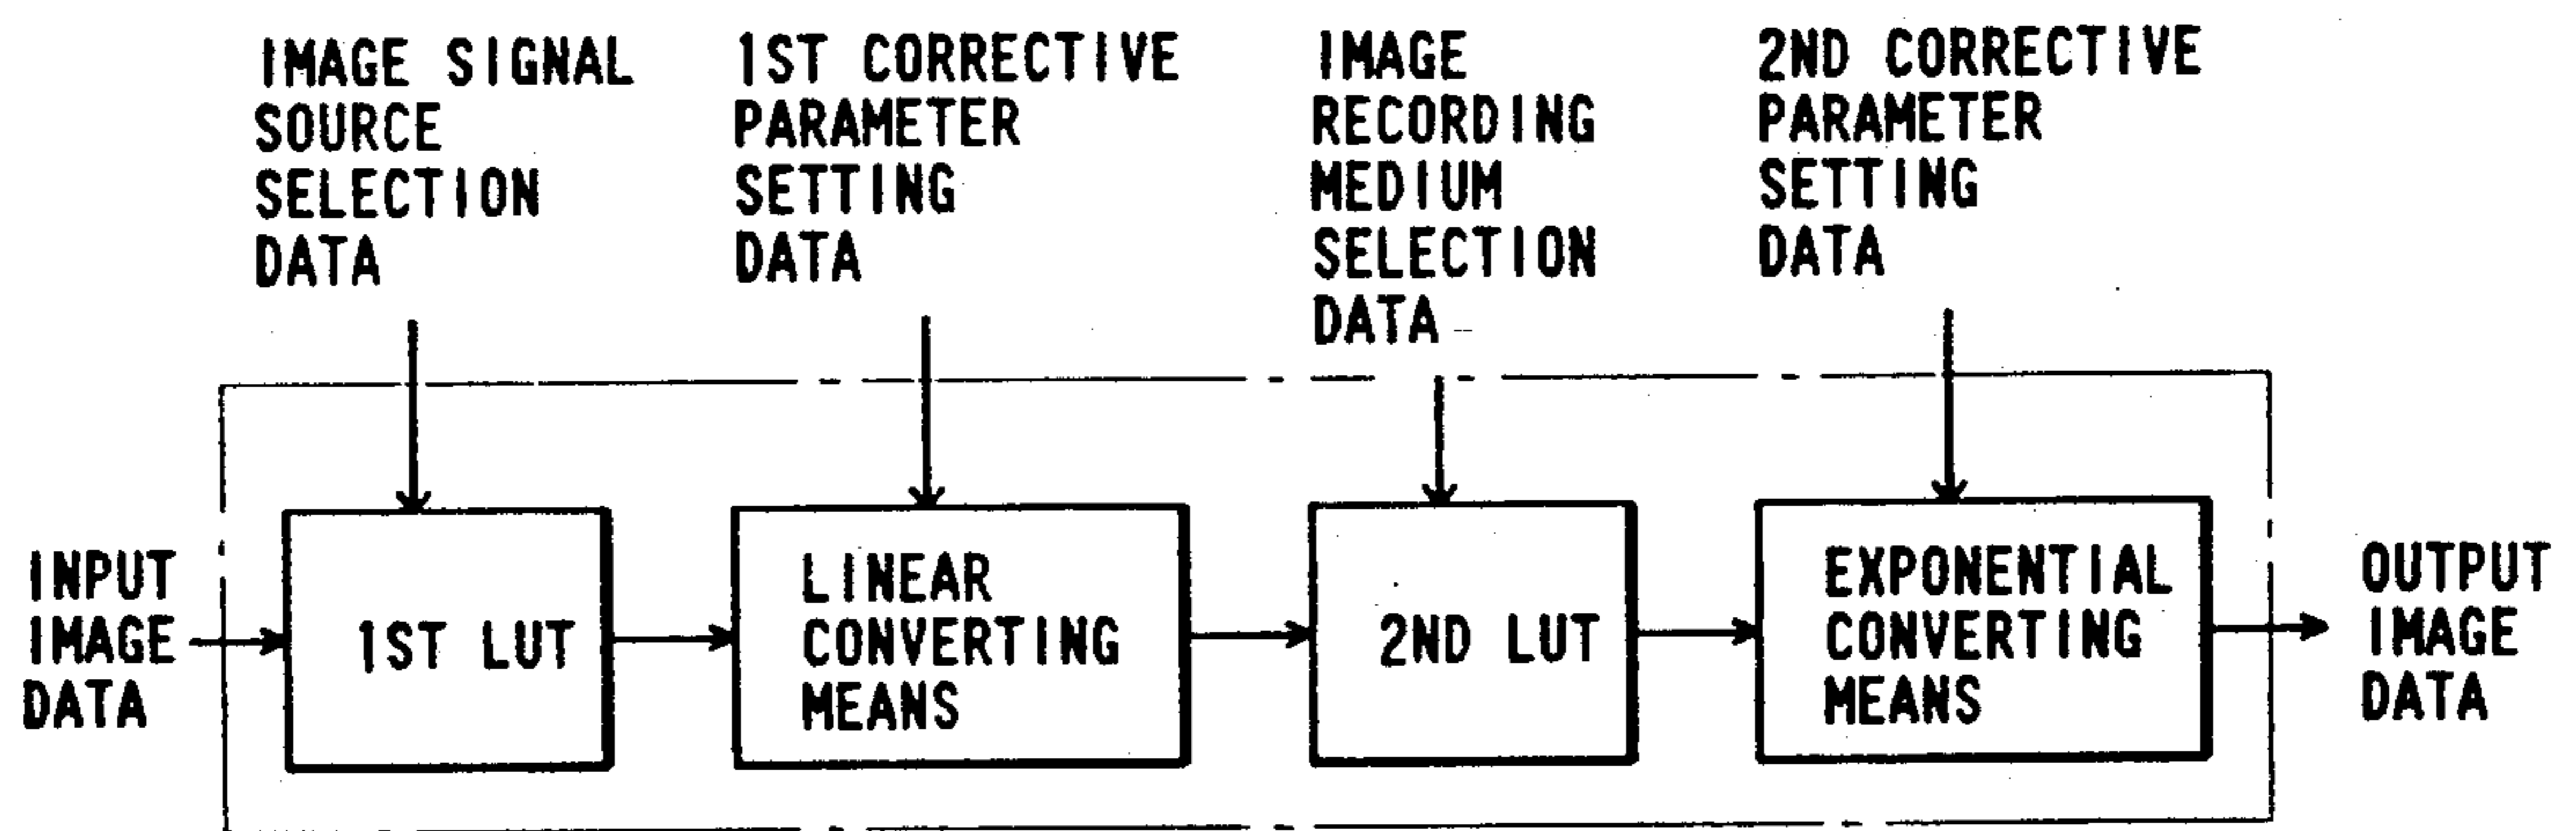 IMAGE SIGNAL
SOURCE
SELECTION
DATA
1ST CORRECTIVE
PARAMETER
SETTING
DATA
IMAGE
RECORDING
MEDIUM
SELECTION
DATA
2ND CORRECTIVE
PARAMETER
SETTING
DATA
INPUT
IMAGE
DATA
1ST LUT
LINEAR
CONVERTING
MEANS
2ND LUT
EXPONENTIAL
CONVERTING
MEANS
OUTPUT
IMAGE
DATA